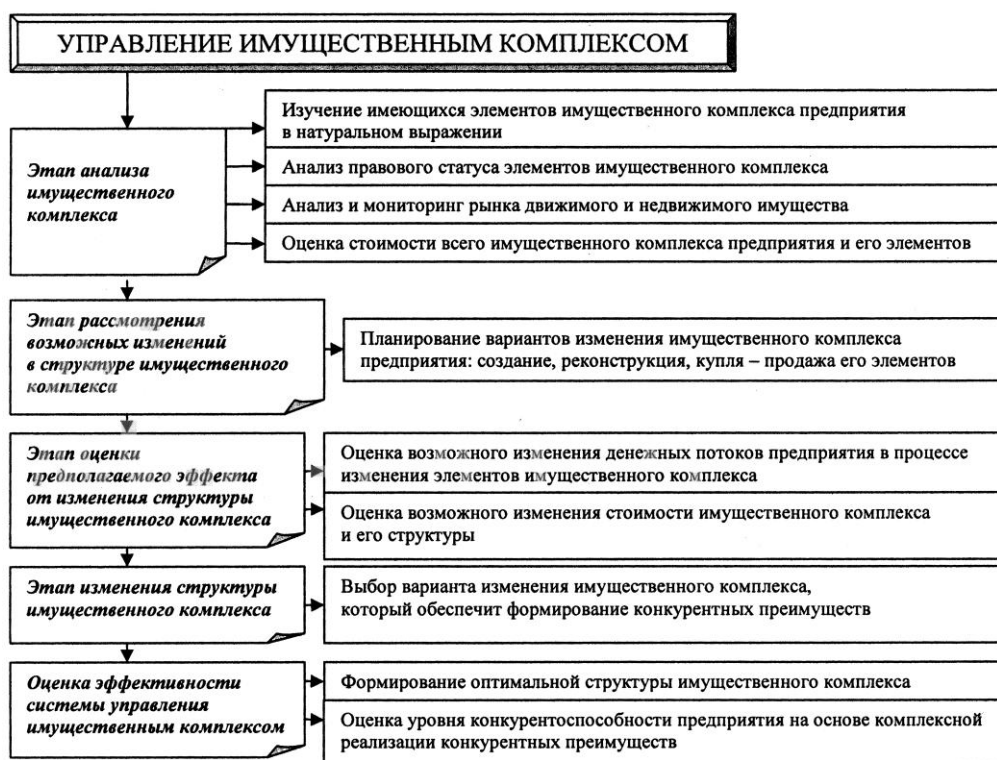 УПРАВЛЕНИЕ ИМУЩЕСТВЕННЫМ КОМПЛЕКСОМ
Этап анализа
имущественного
комплекса
Изучение имеющихся элементов имущественного комплекса предприятия
в натуральном выражении
Анализ правового статуса элементов имущественного комплекса
Анализ и мониторинг рынка движимого и недвижимого имущества
Оценка стоимости всего имущественного комплекса предприятия и его элементов
Этап рассмотрения
возможных изменений
в структуре имущественного
комплекса
Планирование вариантов изменения имущественного комплекса
предприятия: создание, реконструкция, купля – продажа его элементов
Этап оценки
предполагаемого эффекта
от изменения структуры
имущественного комплекса
Оценка возможного изменения денежных потоков предприятия в процессе
изменения элементов имущественного комплекса
Оценка возможного изменения стоимости имущественного комплекса
и его структуры
Этап изменения структуры
имущественного комплекса
Выбор варианта изменения имущественного комплекса,
который обеспечит формирование конкурентных преимуществ
Оценка эффективности
системы управления
имущественным комплексом
Формирование оптимальной структуры имущественного комплекса
Оценка уровня конкурентоспособности предприятия на основе комплексной
реализации конкурентных преимуществ